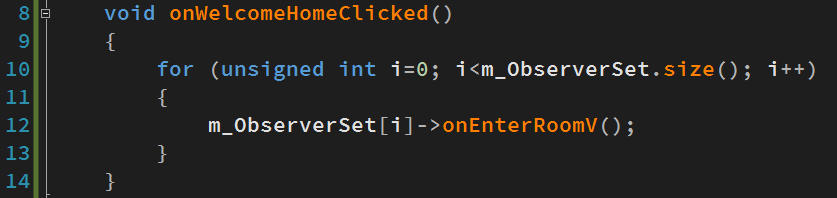 8 void onWelcomeHomeClicked()
9 {
10 for (unsigned int i=0; i<m_ObserverSet.size(); i++)
11 {
12 m_ObserverSet[i]->onEnterRoomV();
13 }
14 }